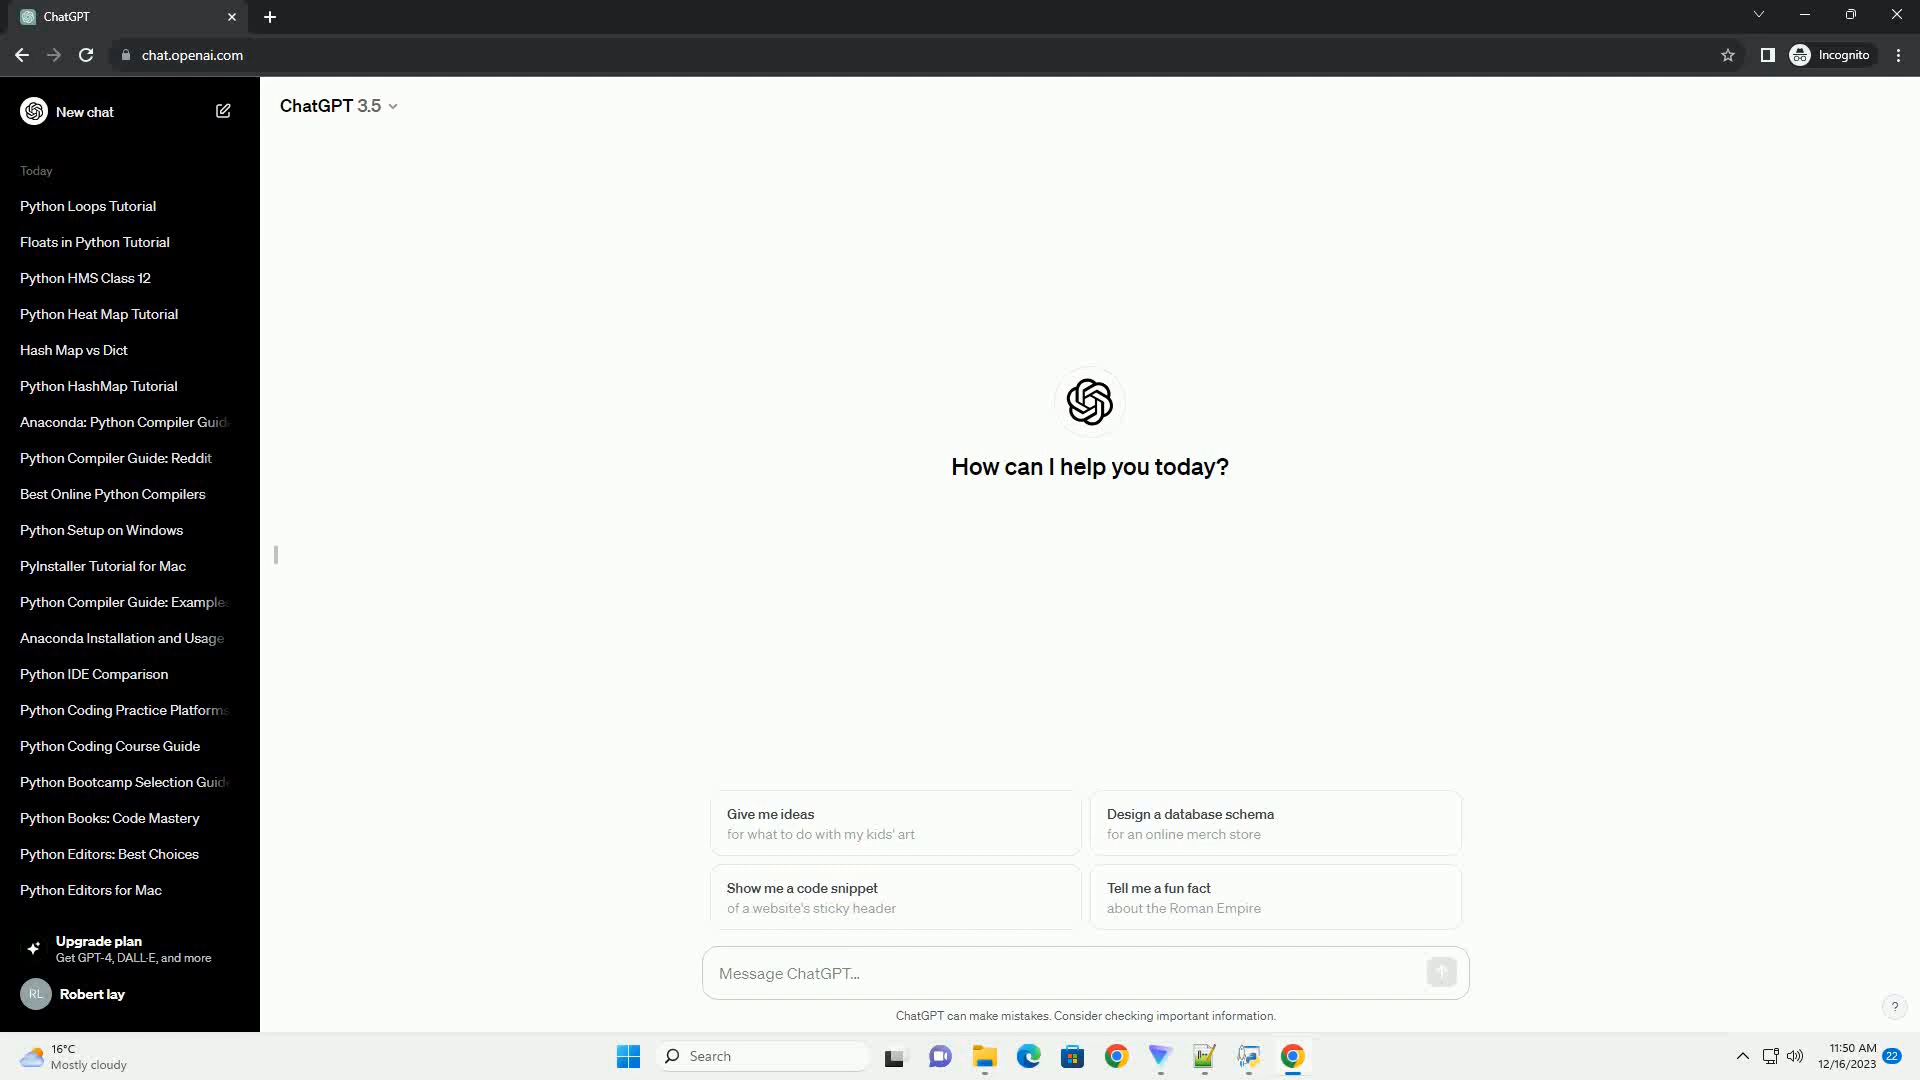 ChatGPT
chat.openai.com
Incognito
New chat
ChatGPT 3.5
Today
Python Loops Tutorial
Floats in Python Tutorial
Python HMS Class 12
Python Heat Map Tutorial
Hash Map vs Dict
Python HashMap Tutorial
Anaconda: Python Compiler Guid
Python Compiler Guide: Reddit
Best Online Python Compilers
Python Setup on Windows
PyInstaller Tutorial for Mac
Python Compiler Guide: Examples
Anaconda Installation and Usage
Python IDE Comparison
Python Coding Practice Platforms
Python Coding Course Guide
Python Bootcamp Selection Guide
Python Books: Code Mastery
Python Editors: Best Choices
Python Editors for Mac
Upgrade plan
Get GPT-4, DALL·E, and more
RL
Robert lay
How can I help you today?
Give me ideas
for what to do with my kids' art
Design a database schema
for an online merch store
Show me a code snippet
of a website's sticky header
Tell me a fun fact
about the Roman Empire
Message ChatGPT...
ChatGPT can make mistakes. Consider checking important information.
?
16°C
Mostly cloudy
Search
11:50 AM
12/16/2023
22